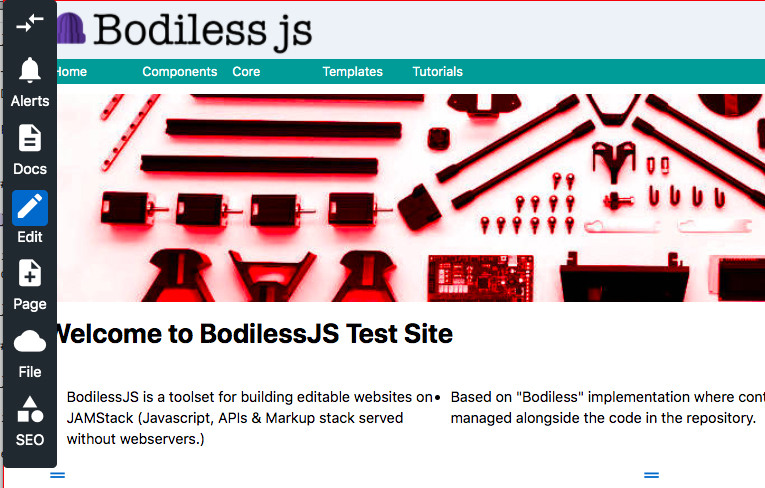 Bodiless js
Home Components Core Templates Tutorials
Alerts
Docs
Edit
Page
File
SEO
Welcome to BodilessJS Test Site
BodilessJS is a toolset for building editable websites on
JAMStack (Javascript, APIs & Markup stack served
without webservers.)
• Based on "Bodiless" implementation where cont
managed alongside the code in the repository.